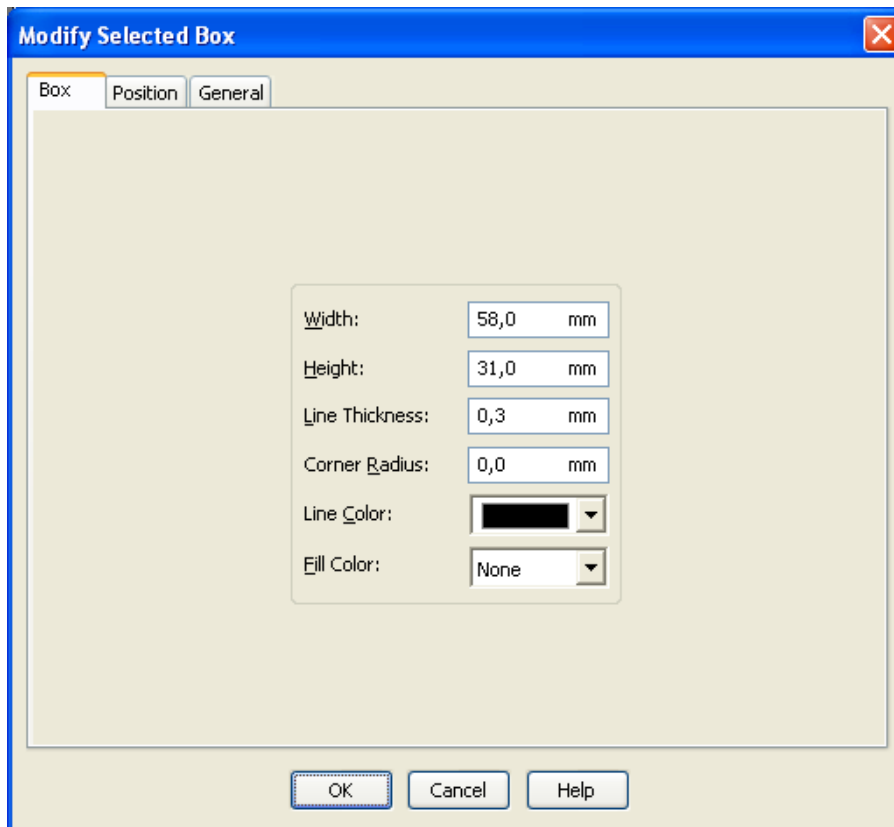 Modify Selected Box
Box Position General
Width: 58,0 mm
Height: 31,0 mm
Line Thickness: 0,3 mm
Corner Radius: 0,0 mm
Line Color:
Fill Color: None
OK Cancel Help